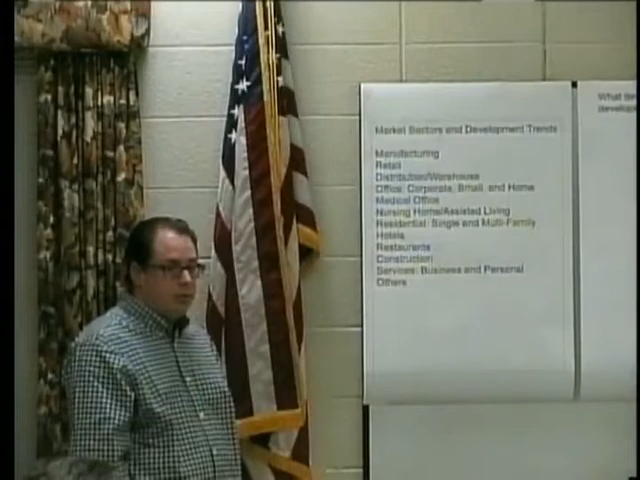 Market Sectors and Development Trends
Manufacturing
Retail
Distribution/Warehouse
Office: Corporate, Small, and Home
Medical Office
Nursing Home/Assisted Living
Residential: Single and Multi-Family
Hotels
Restaurants
Construction
Services: Business and Personal
Others
What